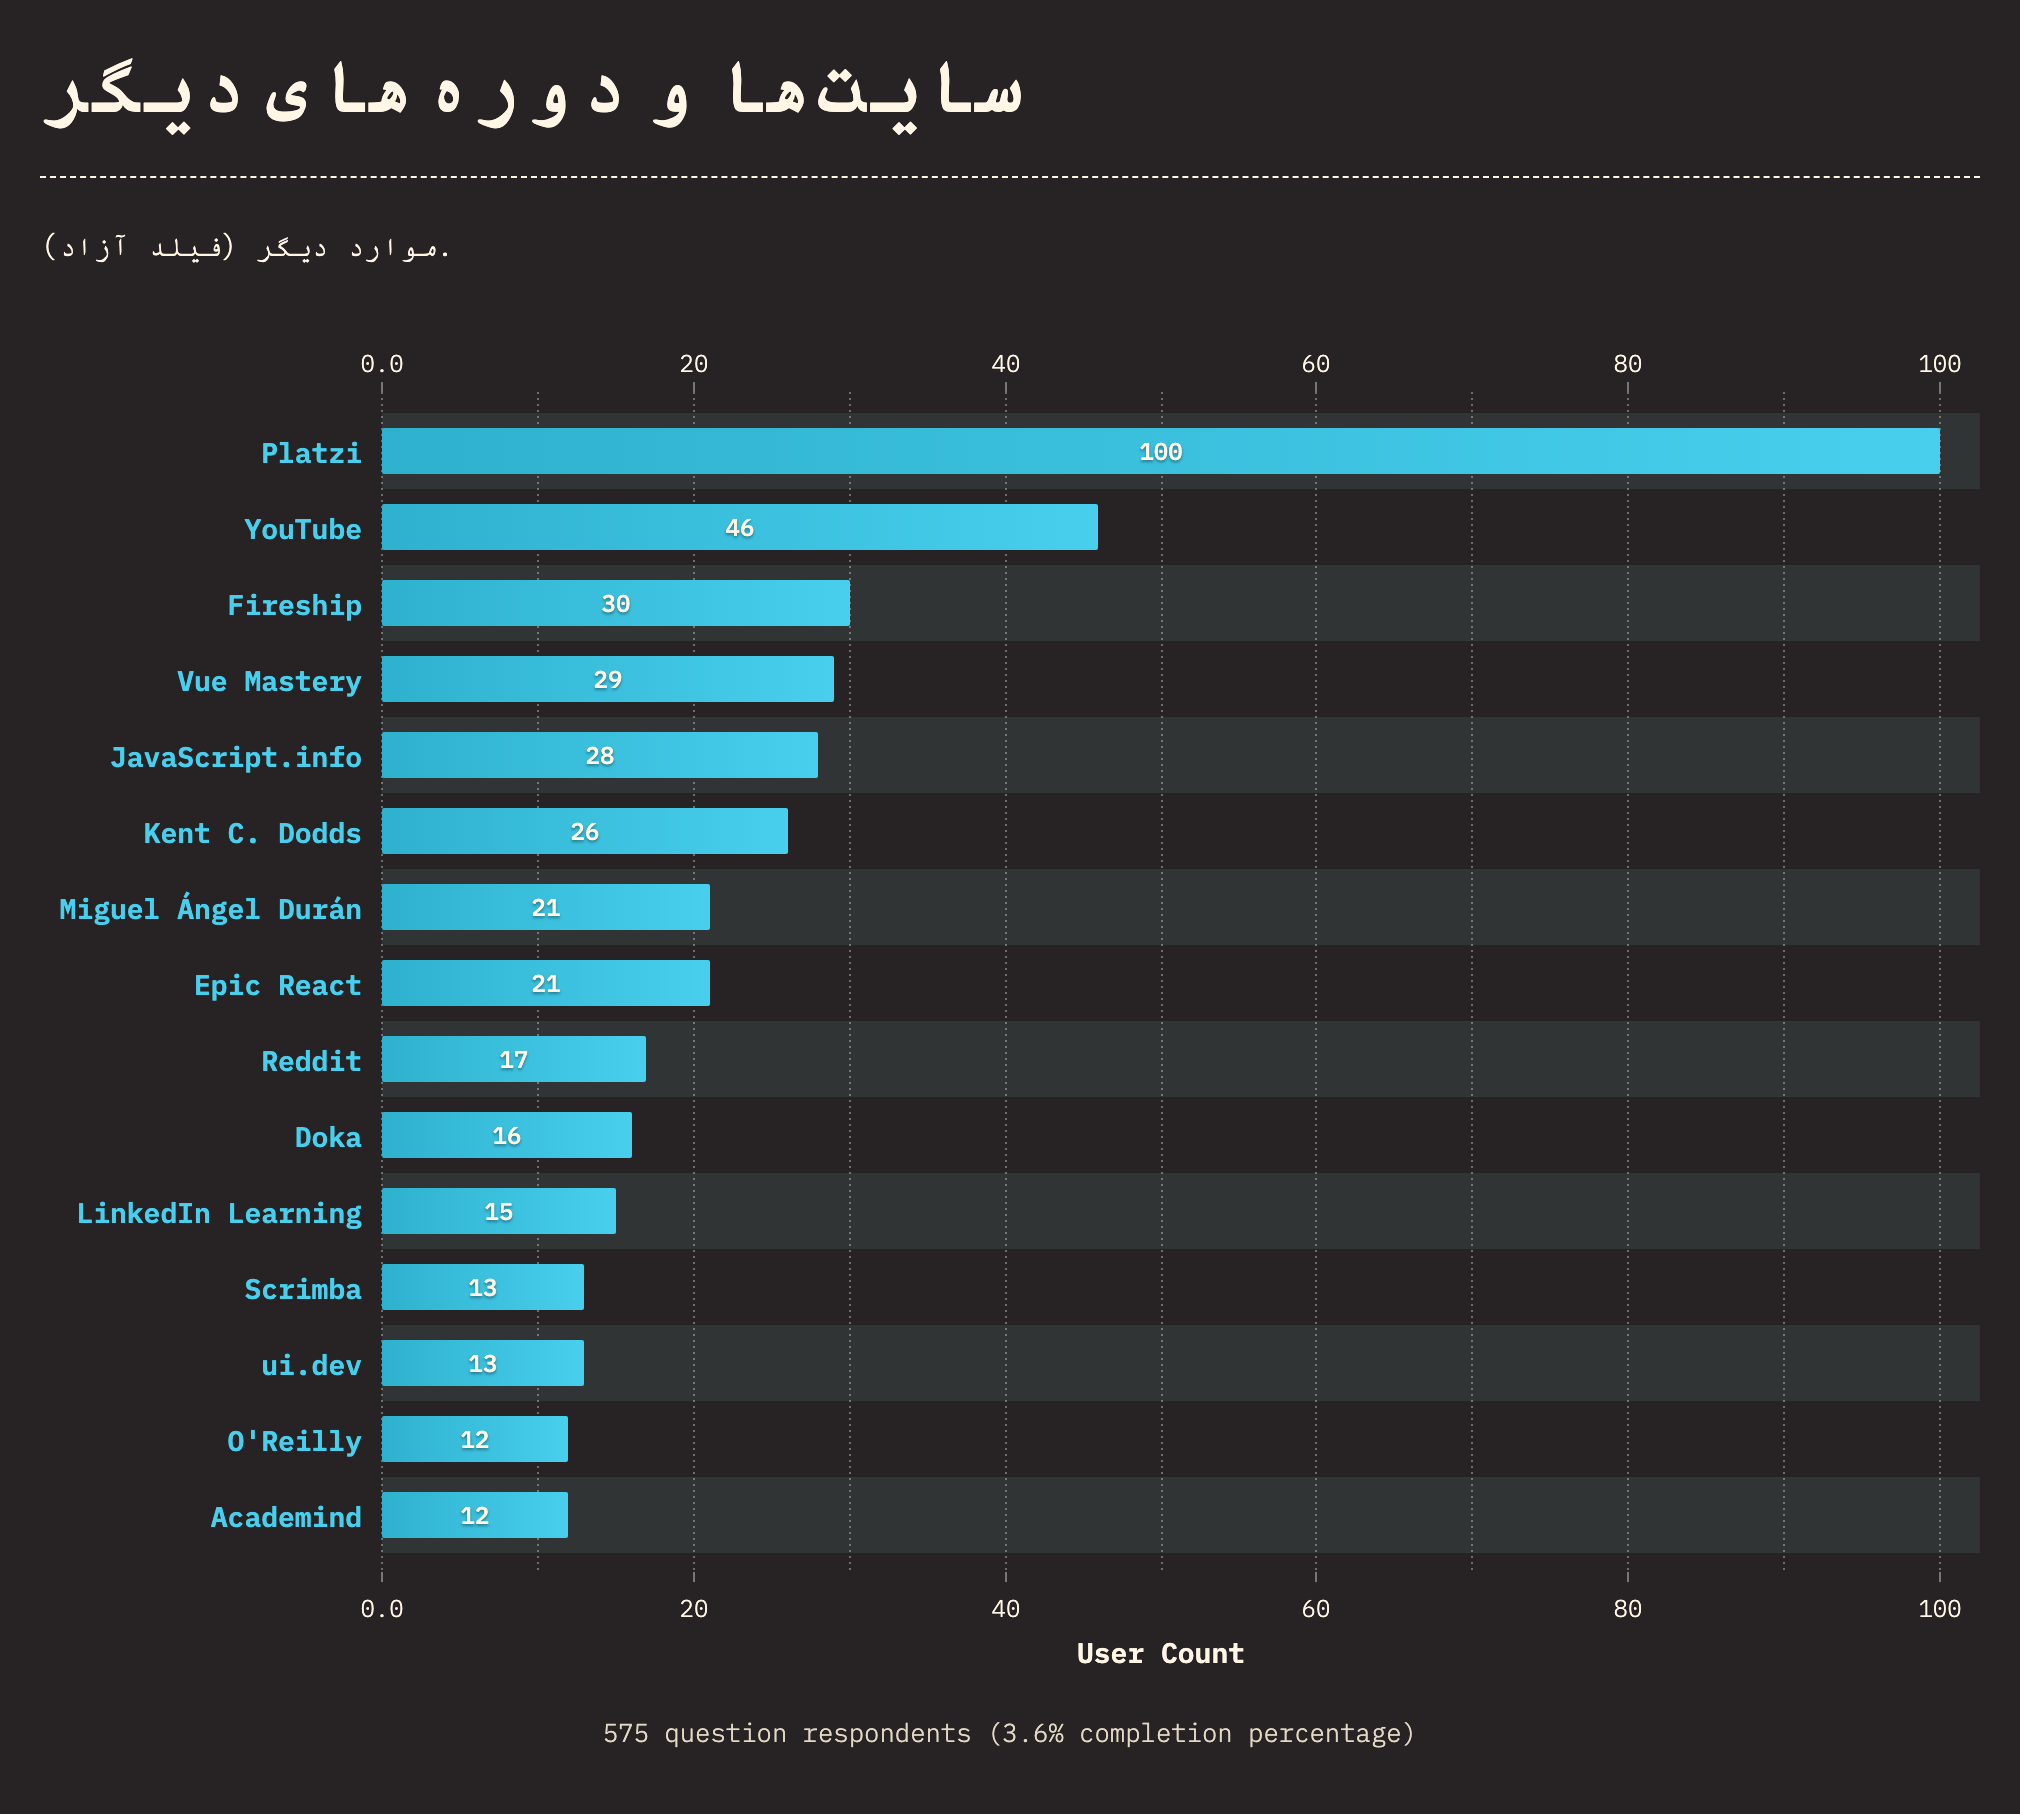 سایت‌ها و دوره های دیگر
موارد دیگر (فیلد آزاد).
0.0 20 40 60 80 100
Platzi 100
YouTube 46
Fireship 30
Vue Mastery 29
JavaScript.info 28
Kent C. Dodds 26
Miguel Ángel Durán 21
Epic React 21
Reddit 17
Doka 16
LinkedIn Learning 15
Scrimba 13
ui.dev 13
O'Reilly 12
Academind 12
0.0 20 40 60 80 100
User Count
575 question respondents (3.6% completion percentage)